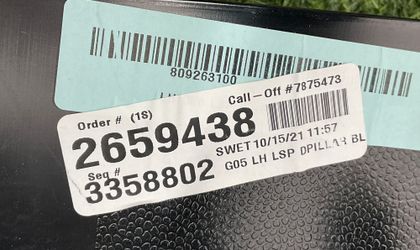 809263100
Order # (1S)
Call-Off #7875473
2659438
SWET 10/15/21 11:57
Seq #
3358802
G05 LH LSP DPILLAR BL